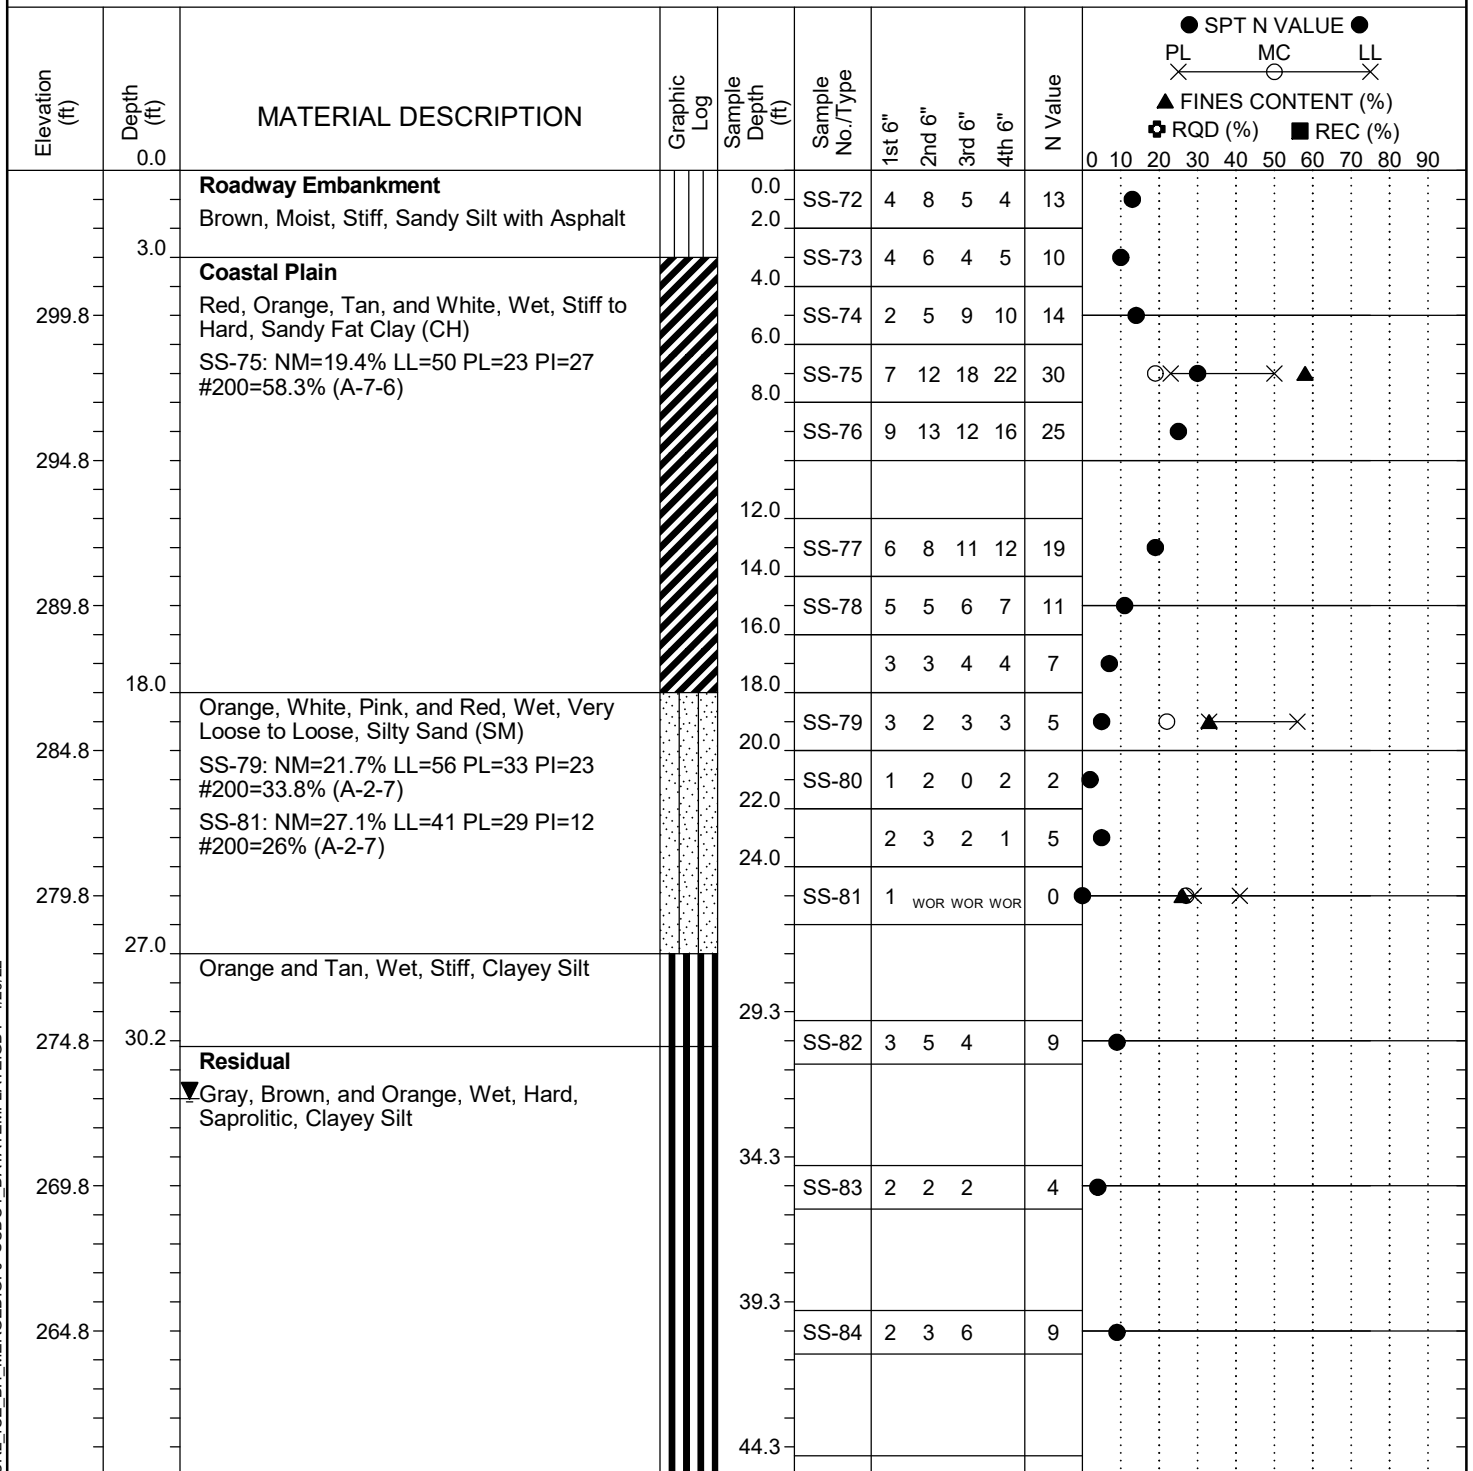 ● SPT N VALUE ●
PL MC LL
▲ FINES CONTENT (%)
RQD (%) ■ REC (%)
0 10 20 30 40 50 60 70 80 90
Elevation (ft)
Depth (ft)
0.0
MATERIAL DESCRIPTION
Graphic Log
Sample Depth (ft)
Sample No./Type
1st 6"
2nd 6"
3rd 6"
4th 6"
N Value
Roadway Embankment
Brown, Moist, Stiff, Sandy Silt with Asphalt
0.0
SS-72 4 8 5 4 13
2.0
3.0
Coastal Plain
Red, Orange, Tan, and White, Wet, Stiff to
Hard, Sandy Fat Clay (CH)
SS-75: NM=19.4% LL=50 PL=23 PI=27
#200=58.3% (A-7-6)
SS-73 4 6 4 5 10
4.0
299.8
SS-74 2 5 9 10 14
6.0
SS-75 7 12 18 22 30
8.0
SS-76 9 13 12 16 25
294.8
12.0
SS-77 6 8 11 12 19
14.0
289.8
SS-78 5 5 6 7 11
16.0
3 3 4 4 7
18.0
18.0
Orange, White, Pink, and Red, Wet, Very
Loose to Loose, Silty Sand (SM)
SS-79: NM=21.7% LL=56 PL=33 PI=23
#200=33.8% (A-2-7)
SS-81: NM=27.1% LL=41 PL=29 PI=12
#200=26% (A-2-7)
SS-79 3 2 3 3 5
284.8
20.0
SS-80 1 2 0 2 2
22.0
2 3 2 1 5
24.0
279.8
SS-81 1 WOR WOR WOR 0
27.0
Orange and Tan, Wet, Stiff, Clayey Silt
29.3
274.8
30.2
SS-82 3 5 4 9
Residual
Gray, Brown, and Orange, Wet, Hard,
Saprolitic, Clayey Silt
34.3
269.8
SS-83 2 2 2 4
39.3
264.8
SS-84 2 3 6 9
44.3